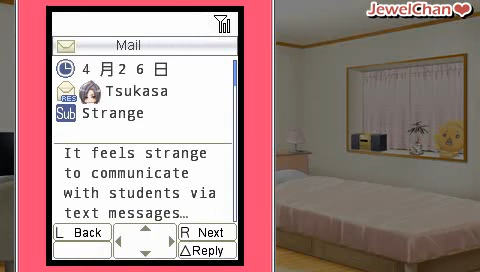 JewelChan
Mail
4月26日
RES
Tsukasa
Sub Strange
It feels strange
to communicate
with students via
text messages…
L Back
R Next
△Reply